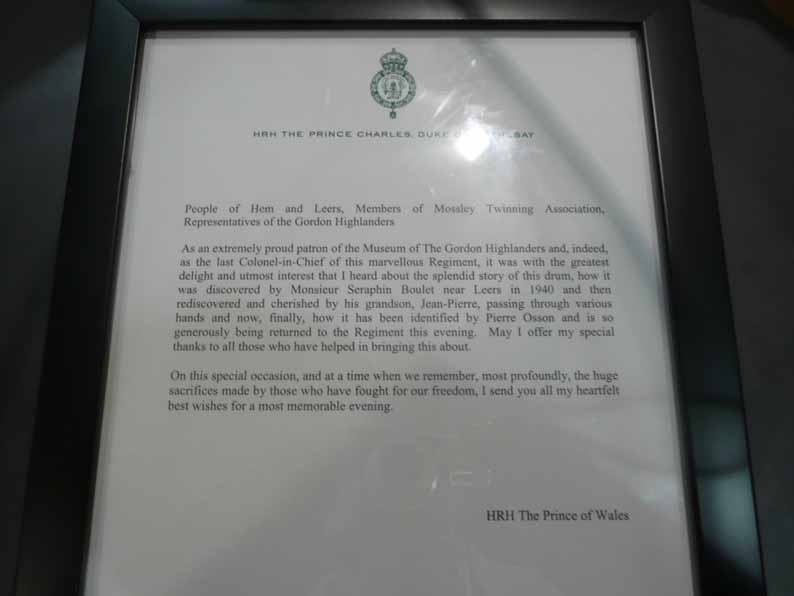 HRH THE PRINCE CHARLES, DUKE
People of Hem and Leers, Members of Mossley Twinning Association,
Representatives of the Gordon Highlanders
As an extremely proud patron of the Museum of The Gordon Highlanders and, indeed,
as the last Colonel-in-Chief of this marvellous Regiment, it was with the greatest
delight and utmost interest that I heard about the splendid story of this drum, how it
was discovered by Monsieur Seraphin Boulet near Leers in 1940 and then
rediscovered and cherished by his grandson, Jean-Pierre, passing through various
hands and now, finally, how it has been identified by Pierre Osson and is so
generously being returned to the Regiment this evening. May I offer my special
thanks to all those who have helped in bringing this about.
On this special occasion, and at a time when we remember, most profoundly, the huge
sacrifices made by those who have fought for our freedom, I send you all my heartfelt
best wishes for a most memorable evening.
HRH The Prince of Wales